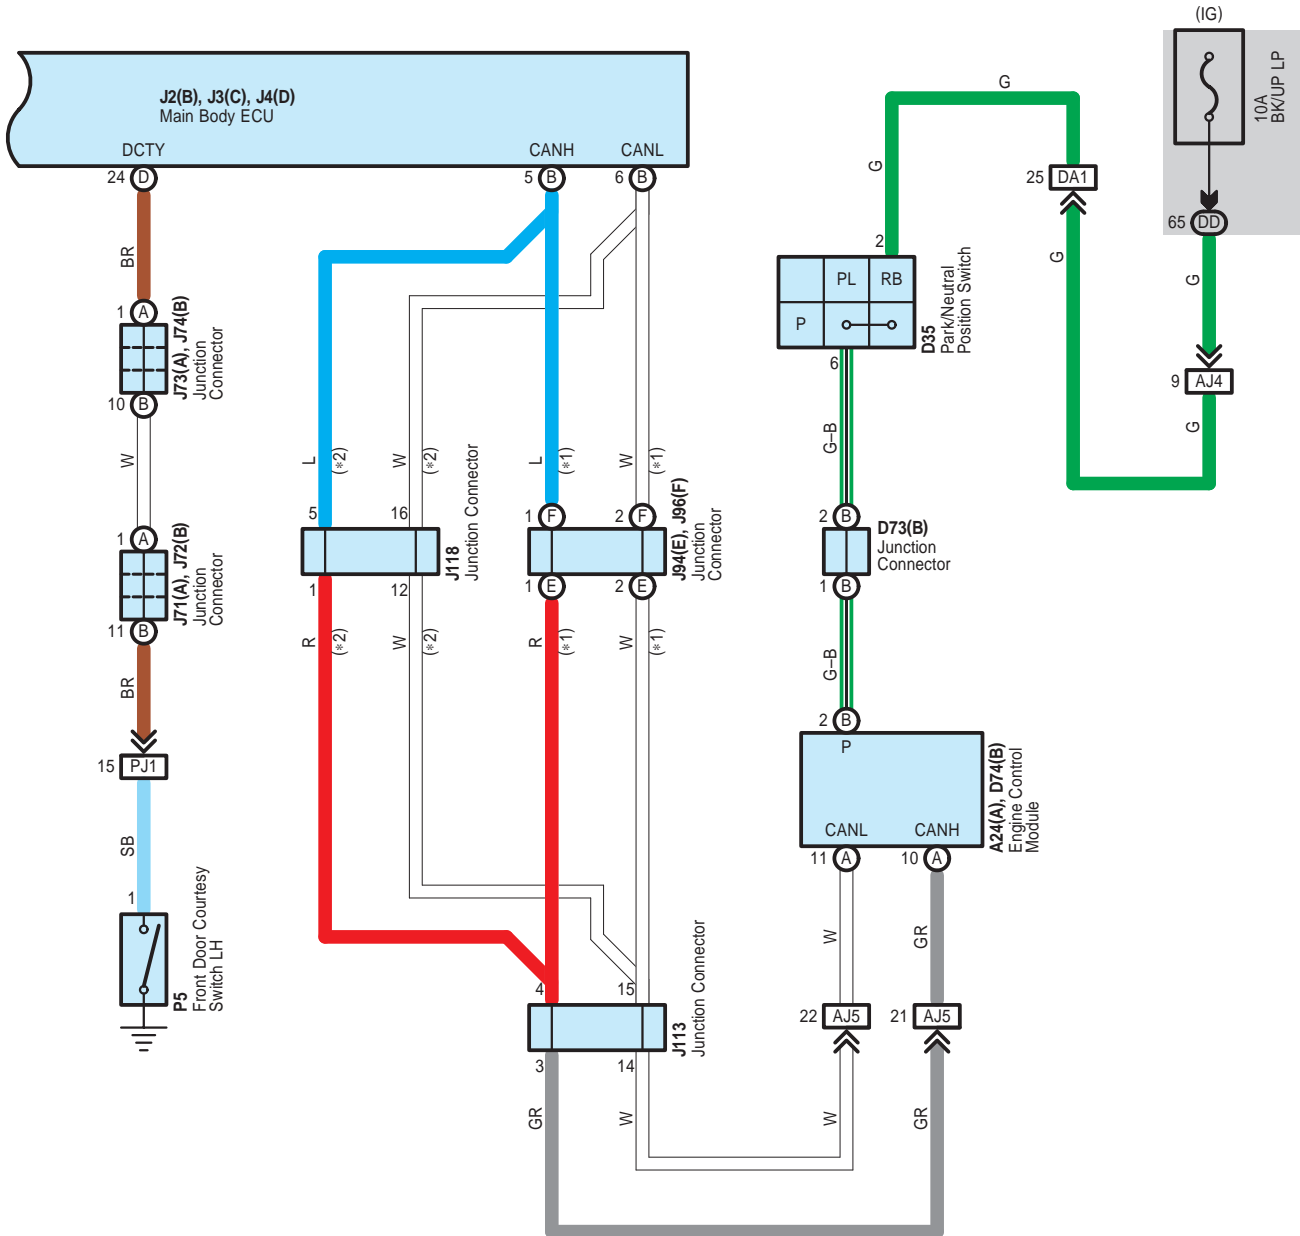 (IG)
10A
BK/UP LP
65 DD
G
9 AJ4
G
G
25 DA1
G
G
J2(B), J3(C), J4(D)
Main Body ECU
DCTY
CANH
CANL
24 D
5 B
6 B
BR
1 A
J73(A), J74(B)
Junction
Connector
10 B
W
1 A
J71(A), J72(B)
Junction
Connector
11 B
BR
15 PJ1
SB
1
P5
Front Door Courtesy
Switch LH
L
(*2)
W
(*2)
L
(*1)
W
(*1)
5
16
J118
Junction Connector
1
12
1 F
2 F
J94(E), J96(F)
Junction
Connector
1 E
2 E
R
(*2)
W
(*2)
R
(*1)
W
(*1)
4
15
J113
Junction Connector
3
14
GR
W
2
PL
RB
P
D35
Park/Neutral
Position Switch
6
G–B
2 B
D73(B)
Junction
Connector
1 B
G–B
2 B
P
A24(A), D74(B)
Engine Control
Module
CANL
CANH
11 A
10 A
W
GR
22 AJ5
21 AJ5
W
GR